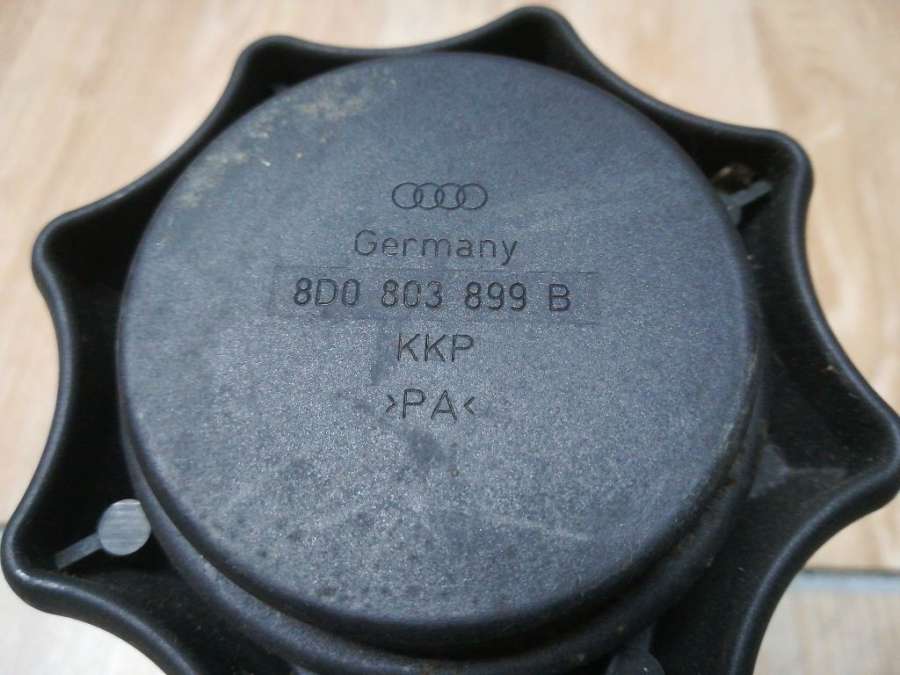 Germany
8D0 803 899 B
KKP
>PA<